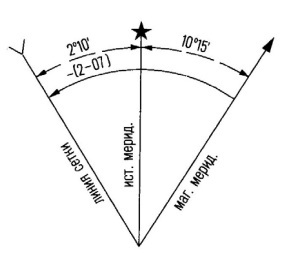 2°10'
10°15'
-(2-07)
линия сетки
ист. мерид.
маг. мерид.